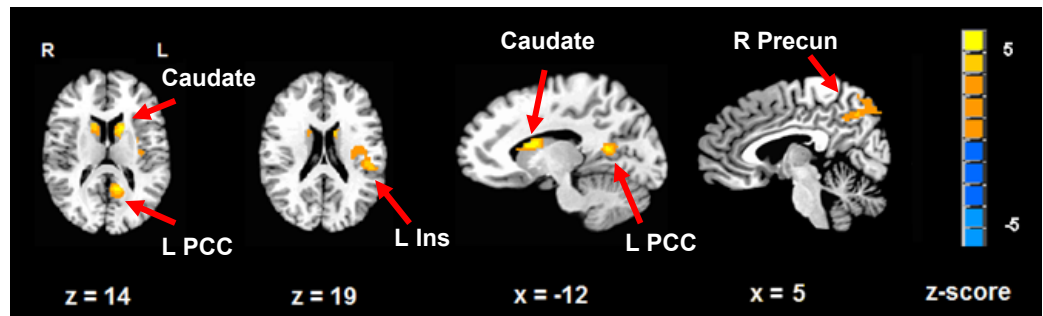 R
L
Caudate
L PCC
z = 14
L Ins
z = 19
Caudate
L PCC
x = -12
R Precun
x = 5
5
-5
z-score